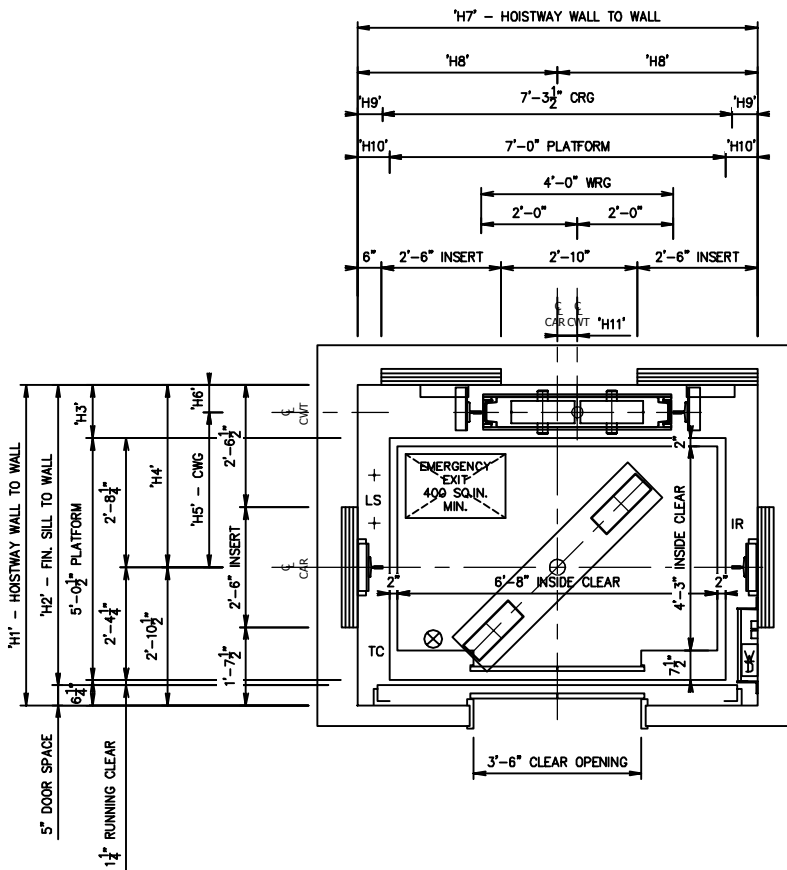 'H7' - HOISTWAY WALL TO WALL
'H8' 'H8'
'H9' 7'-3½" CRG 'H9'
'H10' 7'-0" PLATFORM 'H10'
4'-0" WRG
2'-0" 2'-0"
6" 2'-6" INSERT 2'-10" 2'-6" INSERT
℄ ℄
CAR CWT 'H11'
'H1' - HOISTWAY WALL TO WALL
'H2' - FIN. SILL TO WALL
'H3'
5'-0½" PLATFORM
6¼"
2'-8¼"
2'-4¼"
'H4'
2'-10½"
'H6'
'H5' - CWG
2'-6½"
2'-6" INSERT
1'-7½"
℄
CWT
℄
CAR
5" DOOR SPACE
1¼" RUNNING CLEAR
EMERGENCY
EXIT
400 SQ.IN.
MIN.
LS
IR
TC
2"
4'-3" INSIDE CLEAR
7½"
2" 6'-8" INSIDE CLEAR 2"
3'-6" CLEAR OPENING